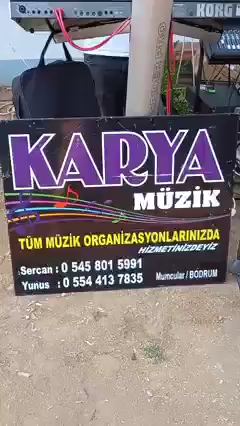 KORG
KARYA
MÜZİK
TÜM MÜZİK ORGANİZASYONLARINIZDA
HİZMETİNİZDEYİZ
Sercan : 0 545 801 5991
Yunus : 0 554 413 7835 Mumcular / BODRUM